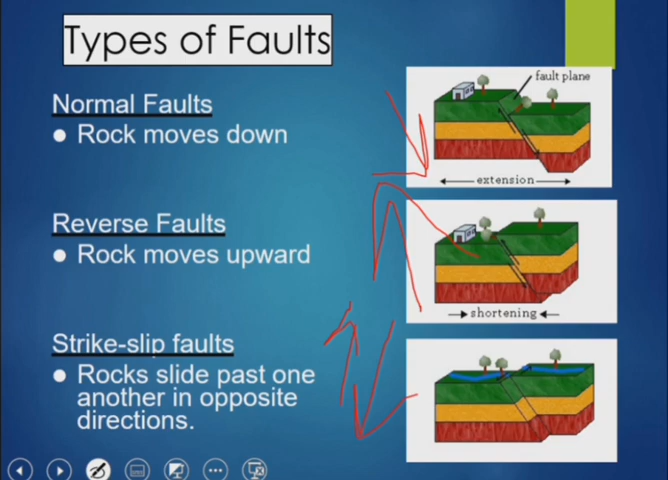 Types of Faults
fault plane
Normal Faults
Rock moves down
extension
Reverse Faults
Rock moves upward
shortening
Strike-slip faults
Rocks slide past one
another in opposite
directions.